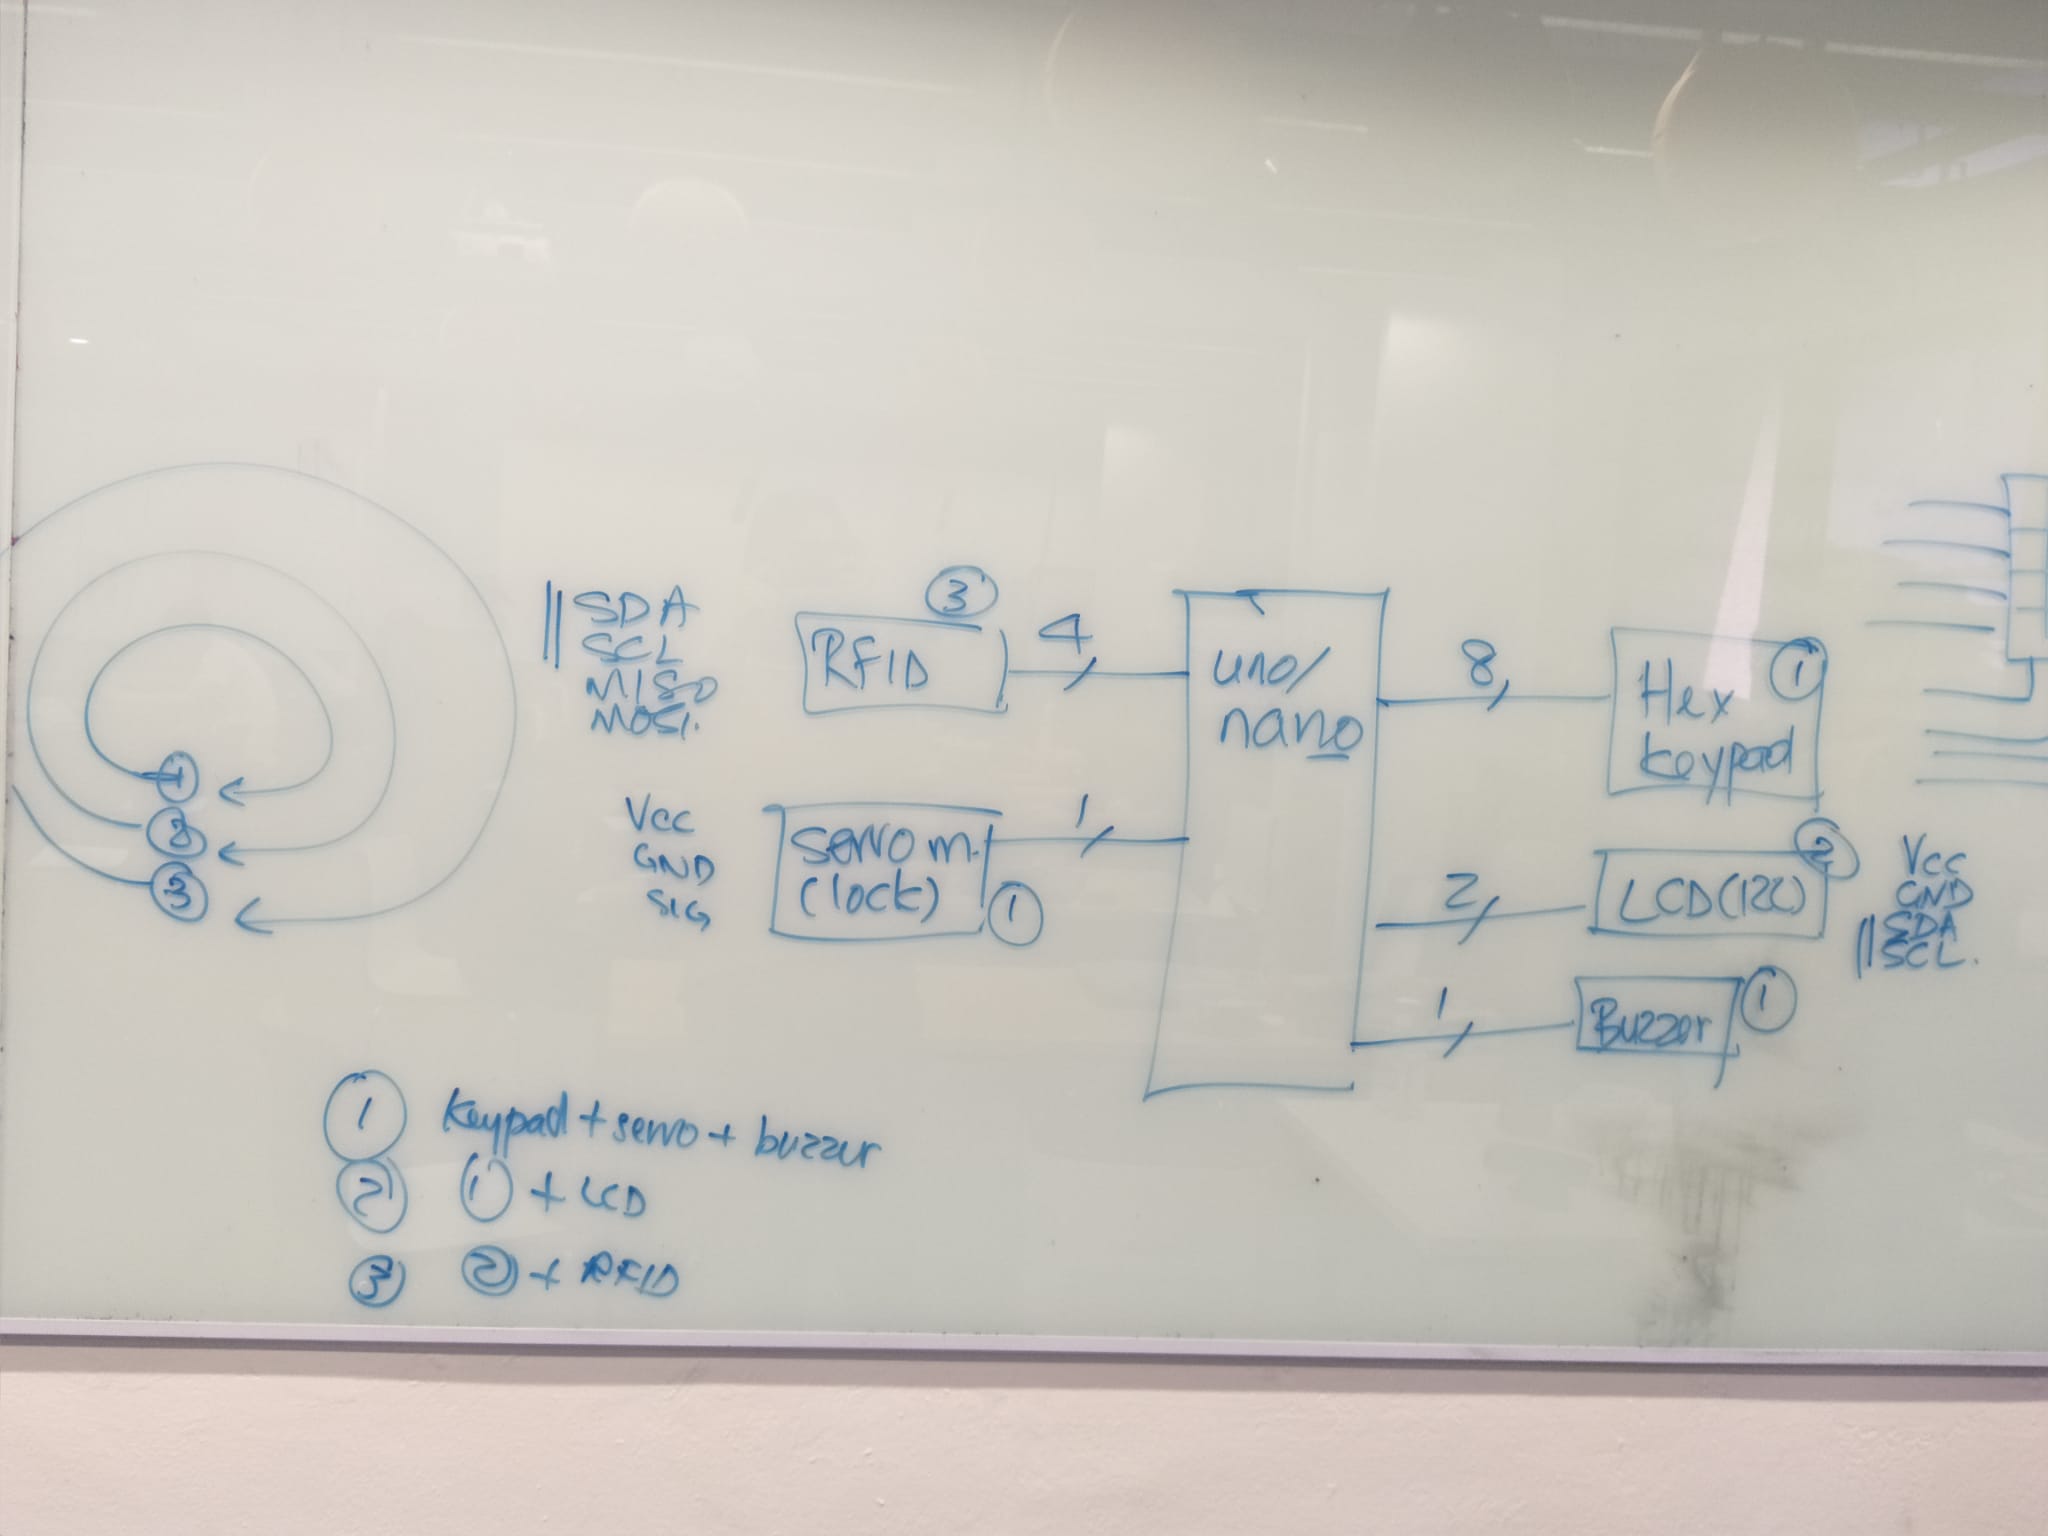 SDA
SCL
MISO
MOSI.
3
RFID
4
uno/
nano
8
1
Hex
keypad
1
2
3
Vcc
GND
SIG
servo m.
(lock)
1
1
2
2
LCD (I2C)
Vcc
GND
SDA
SCL.
1
Buzzer
1
1 keypad + servo + buzzer
2 1 + LCD
3 2 + RFID